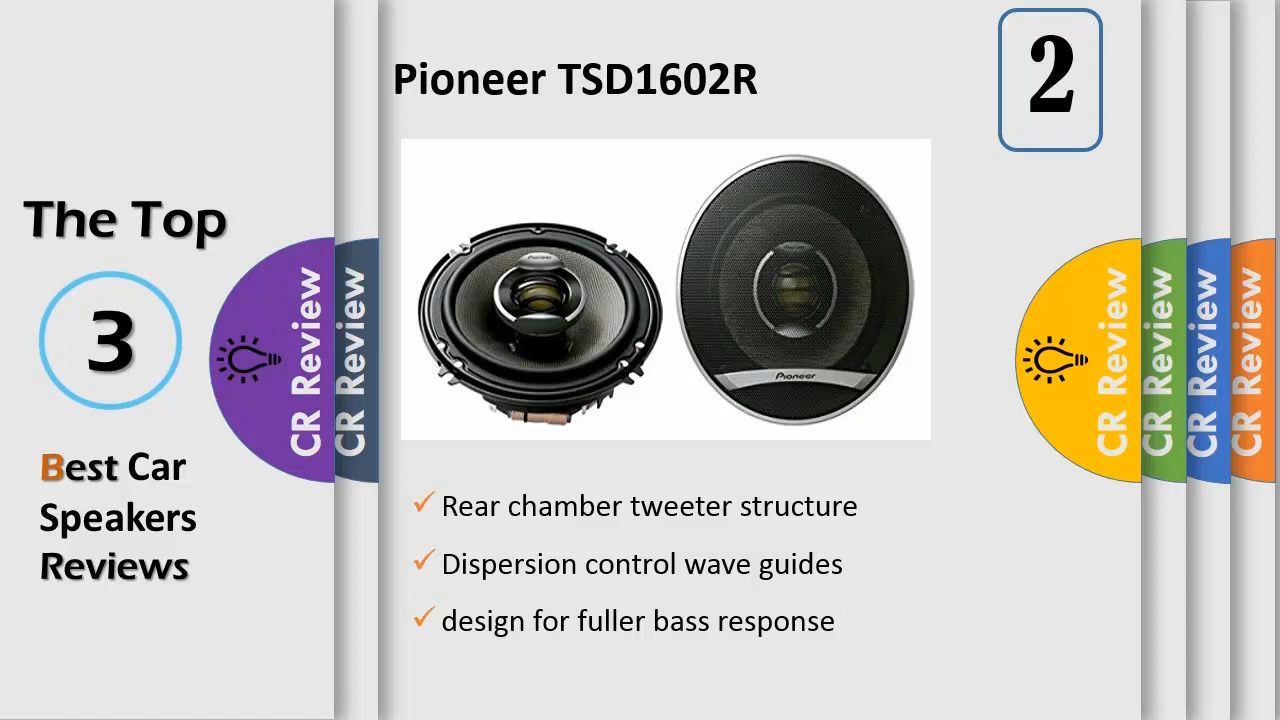 The Top
3
Best Car
Speakers
Reviews
CR Review
CR Review
Pioneer TSD1602R
2
Pioneer
Pioneer
Rear chamber tweeter structure
Dispersion control wave guides
design for fuller bass response
CR Review
CR Review
CR Review
CR Review